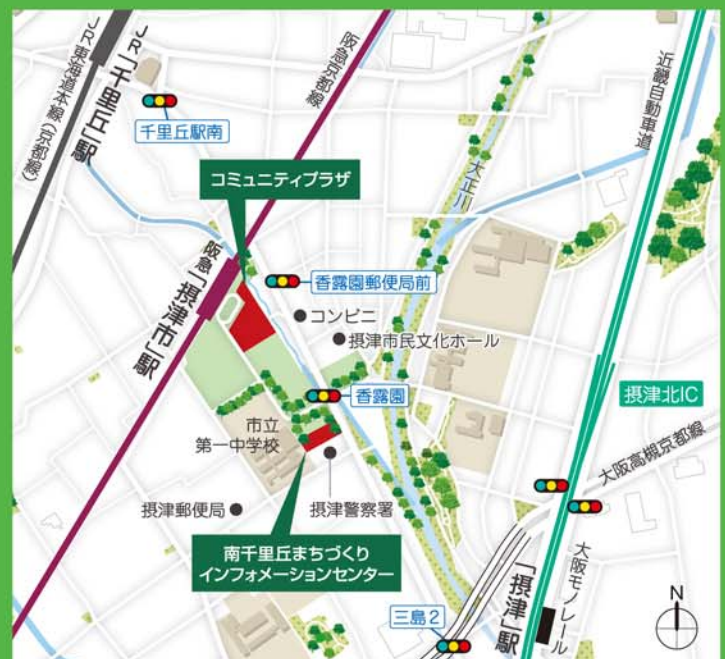 JR「千里丘」駅
JR東海道本線(京都線)
阪急京都線
近畿自動車道
千里丘駅南
コミュニティプラザ
大正川
阪急「摂津市」駅
香露園郵便局前
コンビニ
摂津市民文化ホール
香露園
摂津北IC
市立
第一中学校
大阪高槻京都線
摂津郵便局
摂津警察署
南千里丘まちづくり
インフォメーションセンター
三島2
「摂津」駅
大阪モノレール
N